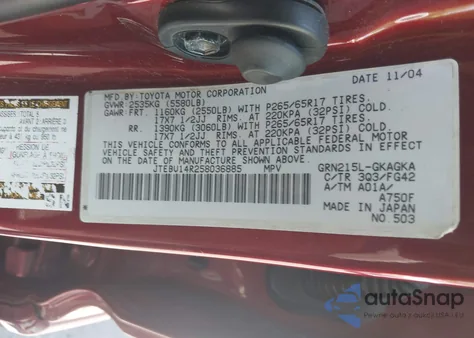 MFD.BY TOYOTA MOTOR CORPORATION DATE 11/04
GVWR 2535KG (5580LB)
GAWR: FRT 1160KG (2550LB) WITH P265/65R17 TIRES.
17X7 1/2JJ RIMS, AT 220KPA (32PSI) COLD.
RR: 1390KG (3060LB) WITH P265/65R17 TIRES.
17X7 1/2JJ RIMS, AT 220KPA (32PSI) COLD.
THIS VEHICLE CONFORMS TO ALL APPLICABLE
FEDERAL MOTOR VEHICLE SAFETY
STANDARDS IN EFFECT ON THE DATE OF
MANUFACTURE SHOWN ABOVE.
JTEBU14R258036885 MPV GRN215L-GKAGKA
C/TR 3Q3/FG42
A/TM A01A/
A750F
MADE IN JAPAN
NO.503
autoSnap